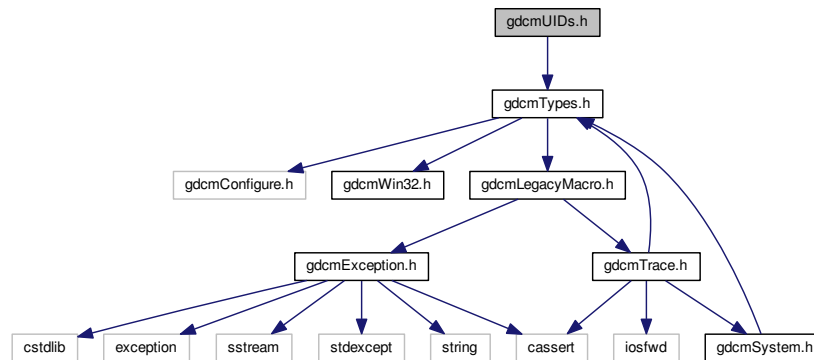 gdcmUIDs.h
gdcmTypes.h
gdcmConfigure.h
gdcmWin32.h
gdcmLegacyMacro.h
gdcmException.h
gdcmTrace.h
cstdlib
exception
sstream
stdexcept
string
cassert
iosfwd
gdcmSystem.h